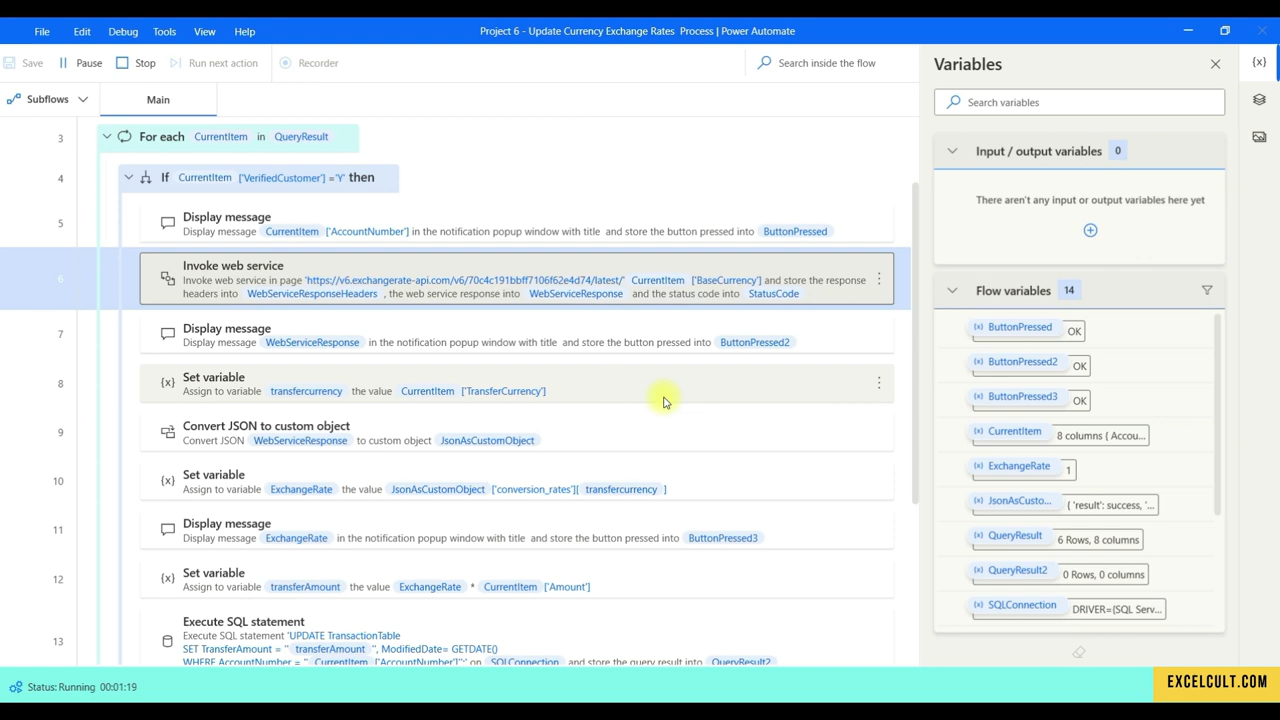 File Edit Debug Tools View Help
Project 6 - Update Currency Exchange Rates Process | Power Automate
Save Pause Stop Run next action Recorder
Search inside the flow
Subflows Main
3 For each CurrentItem in QueryResult
4 If CurrentItem ['VerifiedCustomer'] ='Y' then
5 Display message
Display message CurrentItem ['AccountNumber'] in the notification popup window with title and store the button pressed into ButtonPressed
6 Invoke web service
Invoke web service in page 'https://v6.exchangerate-api.com/v6/70c4c191bbff7106f62e4d74/latest/' CurrentItem ['BaseCurrency'] and store the response
headers into WebServiceResponseHeaders , the web service response into WebServiceResponse and the status code into StatusCode
7 Display message
Display message WebServiceResponse in the notification popup window with title and store the button pressed into ButtonPressed2
8 {x} Set variable
Assign to variable transfercurrency the value CurrentItem ['TransferCurrency']
9 Convert JSON to custom object
Convert JSON WebServiceResponse to custom object JsonAsCustomObject
10 {x} Set variable
Assign to variable ExchangeRate the value JsonAsCustomObject ['conversion_rates'][ transfercurrency ]
11 Display message
Display message ExchangeRate in the notification popup window with title and store the button pressed into ButtonPressed3
12 {x} Set variable
Assign to variable transferAmount the value ExchangeRate * CurrentItem ['Amount']
13 Execute SQL statement
Execute SQL statement 'UPDATE TransactionTable
SET TransferAmount = '' transferAmount '', ModifiedDate= GETDATE()
WHERE AccountNumber = '' CurrentItem ['AccountNumber']'';' on SQLConnection and store the query result into QueryResult2
Variables
{x}
Search variables
Input / output variables 0
There aren't any input or output variables here yet
Flow variables 14
{x} ButtonPressed OK
{x} ButtonPressed2 OK
{x} ButtonPressed3 OK
{x} CurrentItem 8 columns { Accou...
{x} ExchangeRate 1
{x} JsonAsCusto... { 'result': success, '...
{x} QueryResult 6 Rows, 8 columns
{x} QueryResult2 0 Rows, 0 columns
{x} SQLConnection DRIVER={SQL Serv...
Status: Running 00:01:19
EXCELCULT.COM